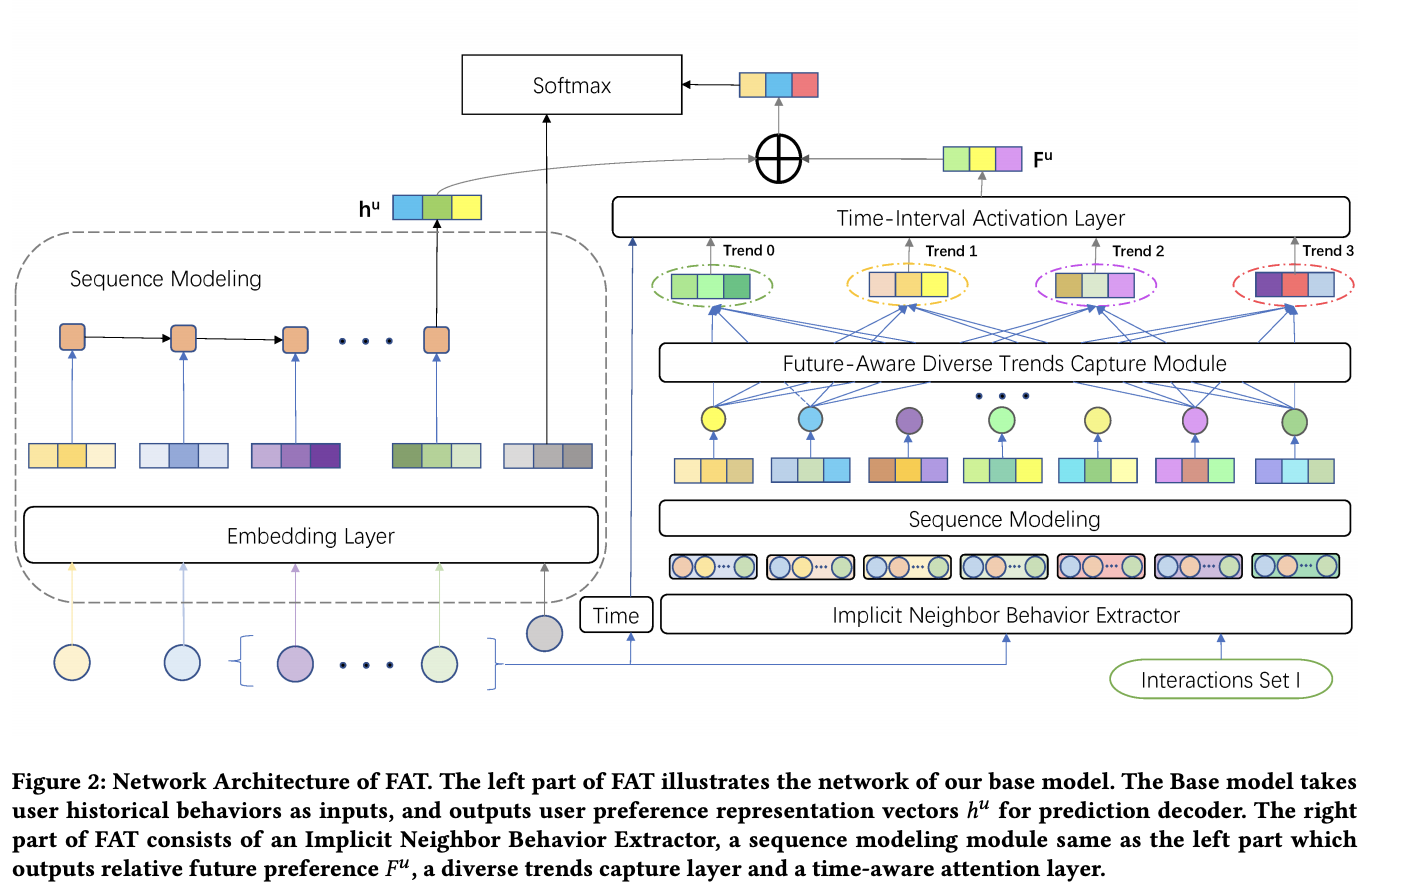 Softmax
Fᵘ
hᵘ
Time-Interval Activation Layer
Trend 0
Trend 1
Trend 2
Trend 3
Sequence Modeling
Future-Aware Diverse Trends Capture Module
Sequence Modeling
Embedding Layer
Time
Implicit Neighbor Behavior Extractor
Interactions Set I
Figure 2: Network Architecture of FAT. The left part of FAT illustrates the network of our base model. The Base model takes
user historical behaviors as inputs, and outputs user preference representation vectors hᵘ for prediction decoder. The right
part of FAT consists of an Implicit Neighbor Behavior Extractor, a sequence modeling module same as the left part which
outputs relative future preference Fᵘ, a diverse trends capture layer and a time-aware attention layer.